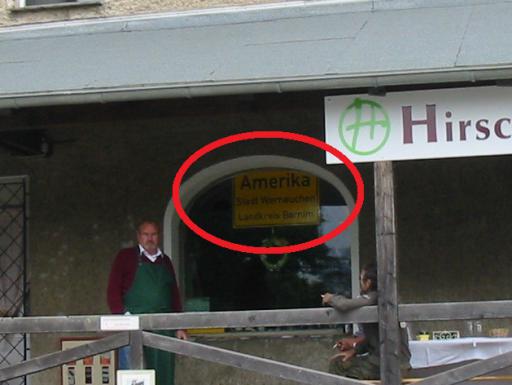 Amerika
Stadt Werneuchen
Landkreis Barnim
H Hirsc